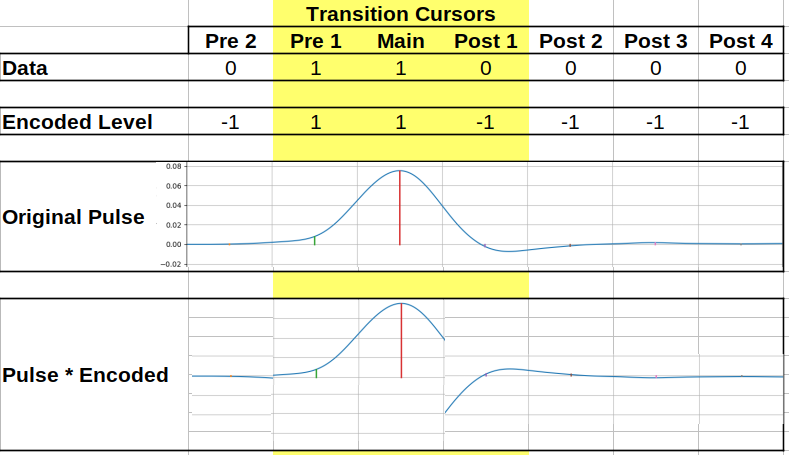 Transition Cursors
Pre 2 Pre 1 Main Post 1 Post 2 Post 3 Post 4
Data 0 1 1 0 0 0 0
Encoded Level -1 1 1 -1 -1 -1 -1
Original Pulse
0.08
0.06
0.04
0.02
0.00
−0.02
Pulse * Encoded